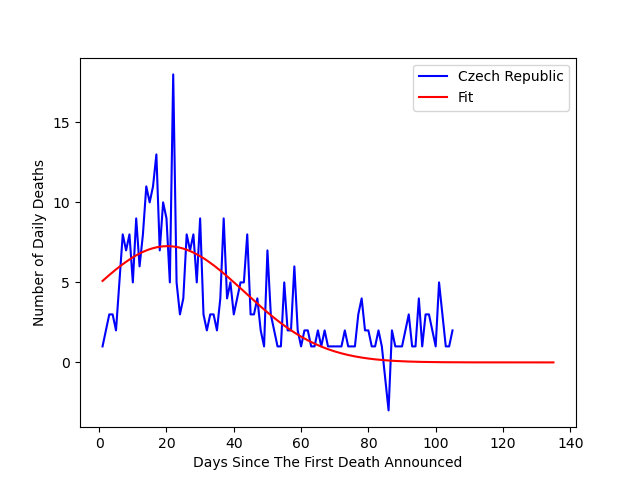 Czech Republic
Fit
15
10
5
0
Number of Daily Deaths
0 20 40 60 80 100 120 140
Days Since The First Death Announced